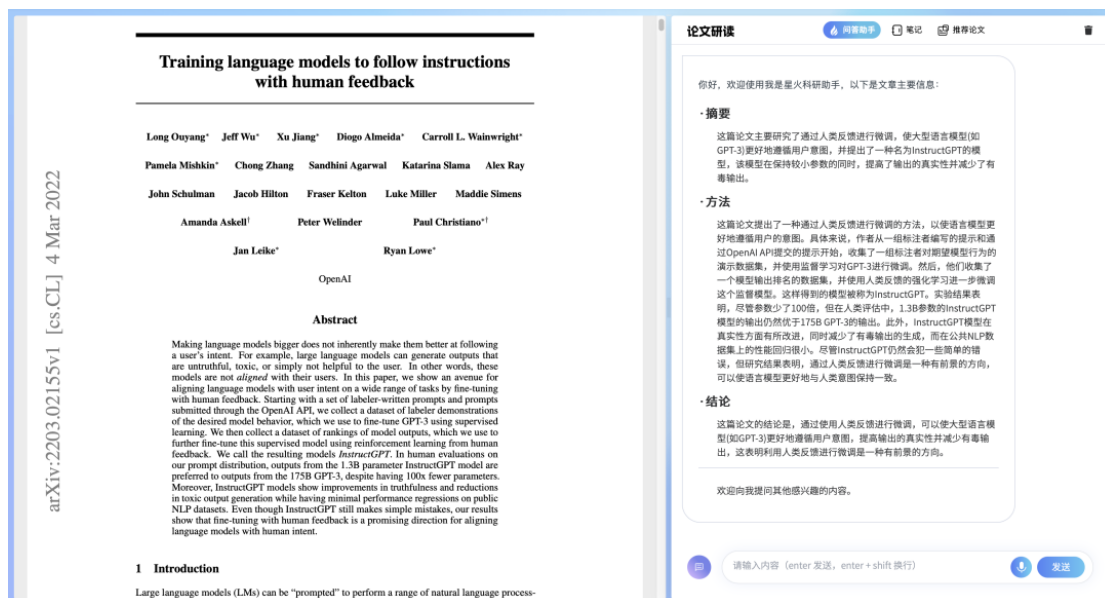 Training language models to follow instructions
with human feedback
Long Ouyang* Jeff Wu* Xu Jiang* Diogo Almeida* Carroll L. Wainwright*
Pamela Mishkin* Chong Zhang Sandhini Agarwal Katarina Slama Alex Ray
John Schulman Jacob Hilton Fraser Kelton Luke Miller Maddie Simens
Amanda Askell† Peter Welinder Paul Christiano*†
Jan Leike* Ryan Lowe*
OpenAI
Abstract
Making language models bigger does not inherently make them better at following
a user's intent. For example, large language models can generate outputs that
are untruthful, toxic, or simply not helpful to the user. In other words, these
models are not aligned with their users. In this paper, we show an avenue for
aligning language models with user intent on a wide range of tasks by fine-tuning
with human feedback. Starting with a set of labeler-written prompts and prompts
submitted through the OpenAI API, we collect a dataset of labeler demonstrations
of the desired model behavior, which we use to fine-tune GPT-3 using supervised
learning. We then collect a dataset of rankings of model outputs, which we use to
further fine-tune this supervised model using reinforcement learning from human
feedback. We call the resulting models InstructGPT. In human evaluations on
our prompt distribution, outputs from the 1.3B parameter InstructGPT model are
preferred to outputs from the 175B GPT-3, despite having 100x fewer parameters.
Moreover, InstructGPT models show improvements in truthfulness and reductions
in toxic output generation while having minimal performance regressions on public
NLP datasets. Even though InstructGPT still makes simple mistakes, our results
show that fine-tuning with human feedback is a promising direction for aligning
language models with human intent.
1 Introduction
Large language models (LMs) can be "prompted" to perform a range of natural language process-
arXiv:2203.02155v1 [cs.CL] 4 Mar 2022
论文研读 问答助手 笔记 推荐论文
你好，欢迎使用我是星火科研助手，以下是文章主要信息：
·摘要
这篇论文主要研究了通过人类反馈进行微调，使大型语言模型(如
GPT-3)更好地遵循用户意图，并提出了一种名为InstructGPT的模
型，该模型在保持较小参数的同时，提高了输出的真实性并减少了有
毒输出。
·方法
这篇论文提出了一种通过人类反馈进行微调的方法，以使语言模型更
好地遵循用户的意图。具体来说，作者从一组标注者编写的提示和通
过OpenAI API提交的提示开始，收集了一组标注者对期望模型行为的
演示数据集，并使用监督学习对GPT-3进行微调。然后，他们收集了
一个模型输出排名的数据集，并使用人类反馈的强化学习进一步微调
这个监督模型。这样得到的模型被称为InstructGPT。实验结果表
明，尽管参数少了100倍，但在人类评估中，1.3B参数的InstructGPT
模型的输出仍然优于175B GPT-3的输出。此外，InstructGPT模型在
真实性方面有所改进，同时减少了有毒输出的生成，而在公共NLP数
据集上的性能回归很小。尽管InstructGPT仍然会犯一些简单的错
误，但研究结果表明，通过人类反馈进行微调是一种有前景的方向，
可以使语言模型更好地与人类意图保持一致。
·结论
这篇论文的结论是，通过使用人类反馈进行微调，可以使大型语言模
型(如GPT-3)更好地遵循用户意图，提高输出的真实性并减少有毒输
出，这表明利用人类反馈进行微调是一种有前景的方向。
欢迎向我提问其他感兴趣的内容。
请输入内容（enter 发送，enter + shift 换行） 发送